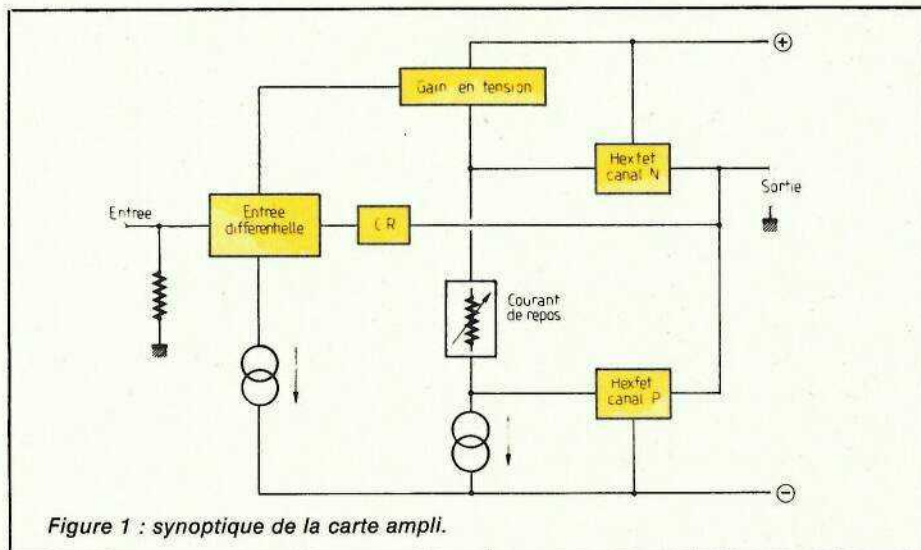 ⊕
Gain en tension
Hexfet
canal N
Sortie
Entree
Entree
differentielle
C R
Courant
de repos
Hexfet
canal P
⊖
Figure 1 : synoptique de la carte ampli.